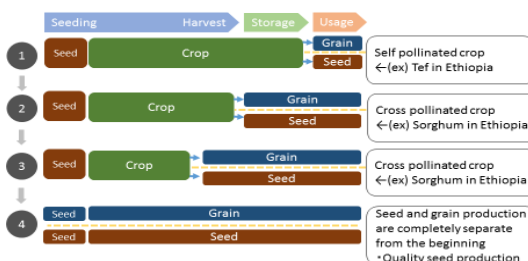 Seeding Harvest Storage Usage
1 Seed Crop Grain
Seed
Self pollinated crop
←(ex) Tef in Ethiopia
2 Seed Crop Grain
Seed
Cross pollinated crop
←(ex) Sorghum in Ethiopia
3 Seed Crop Grain
Seed
Cross pollinated crop
←(ex) Sorghum in Ethiopia
4 Seed Grain
Seed Seed
Seed and grain production
are completely separate
from the beginning
・Quality seed production